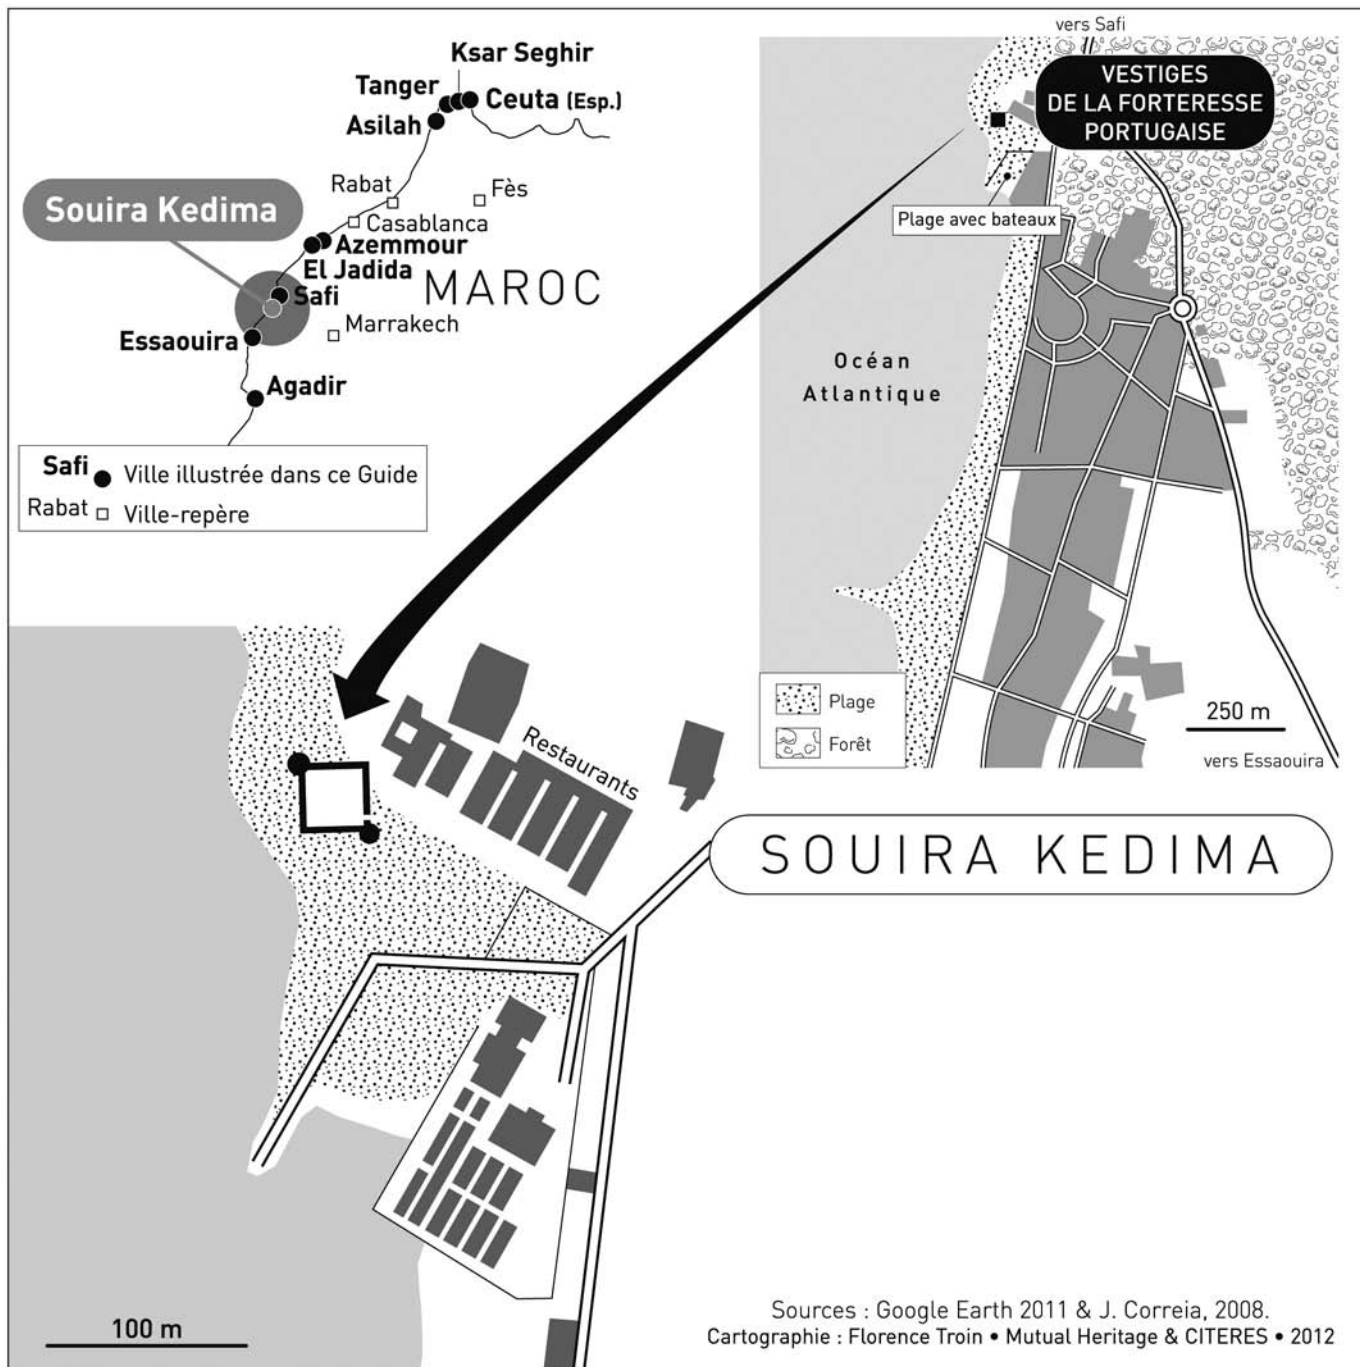 Ksar Seghir
Tanger
Ceuta (Esp.)
Asilah
Rabat
Fès
Souira Kedima
Casablanca
Azemmour
El Jadida
MAROC
Safi
Marrakech
Essaouira
Agadir
Safi Ville illustrée dans ce Guide
Rabat Ville-repère
vers Safi
VESTIGES
DE LA FORTERESSE
PORTUGAISE
Plage avec bateaux
Océan
Atlantique
Plage
Forêt
250 m
vers Essaouira
Restaurants
SOUIRA KEDIMA
100 m
Sources : Google Earth 2011 & J. Correia, 2008.
Cartographie : Florence Troin • Mutual Heritage & CITERES • 2012